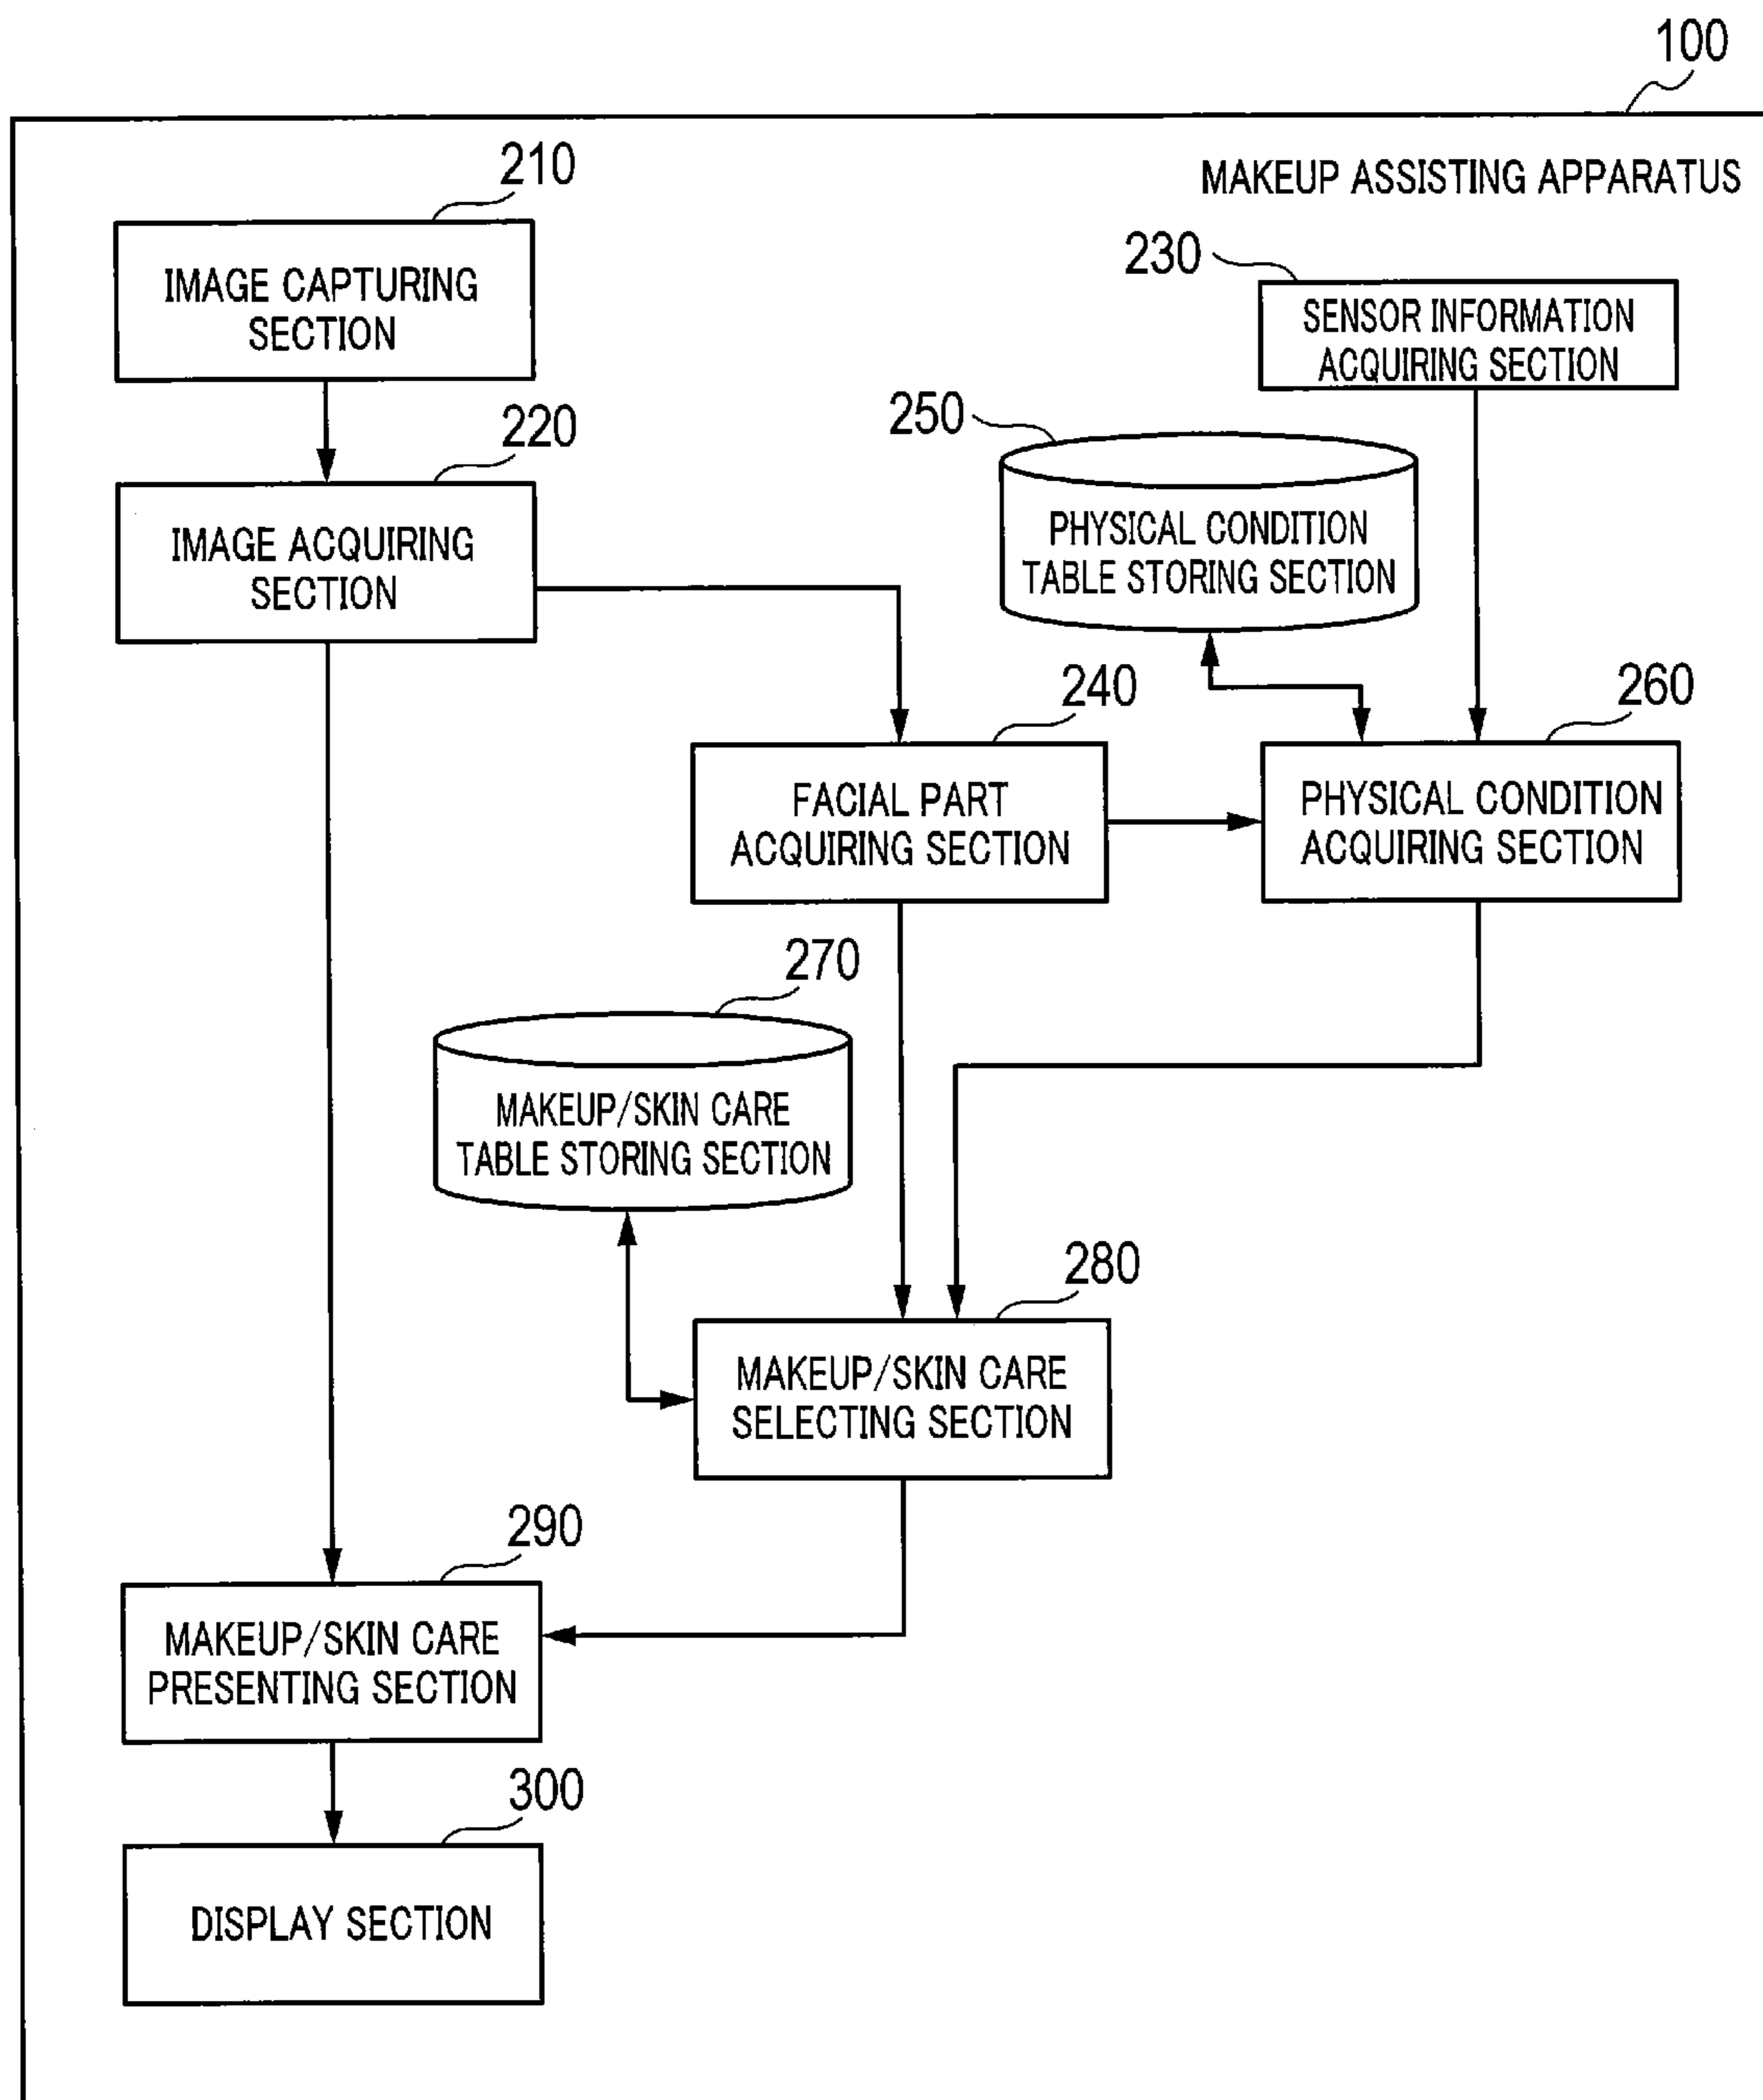 100
MAKEUP ASSISTING APPARATUS
210
IMAGE CAPTURING
SECTION
230
SENSOR INFORMATION
ACQUIRING SECTION
220
IMAGE ACQUIRING
SECTION
250
PHYSICAL CONDITION
TABLE STORING SECTION
240
FACIAL PART
ACQUIRING SECTION
260
PHYSICAL CONDITION
ACQUIRING SECTION
270
MAKEUP/SKIN CARE
TABLE STORING SECTION
280
MAKEUP/SKIN CARE
SELECTING SECTION
290
MAKEUP/SKIN CARE
PRESENTING SECTION
300
DISPLAY SECTION